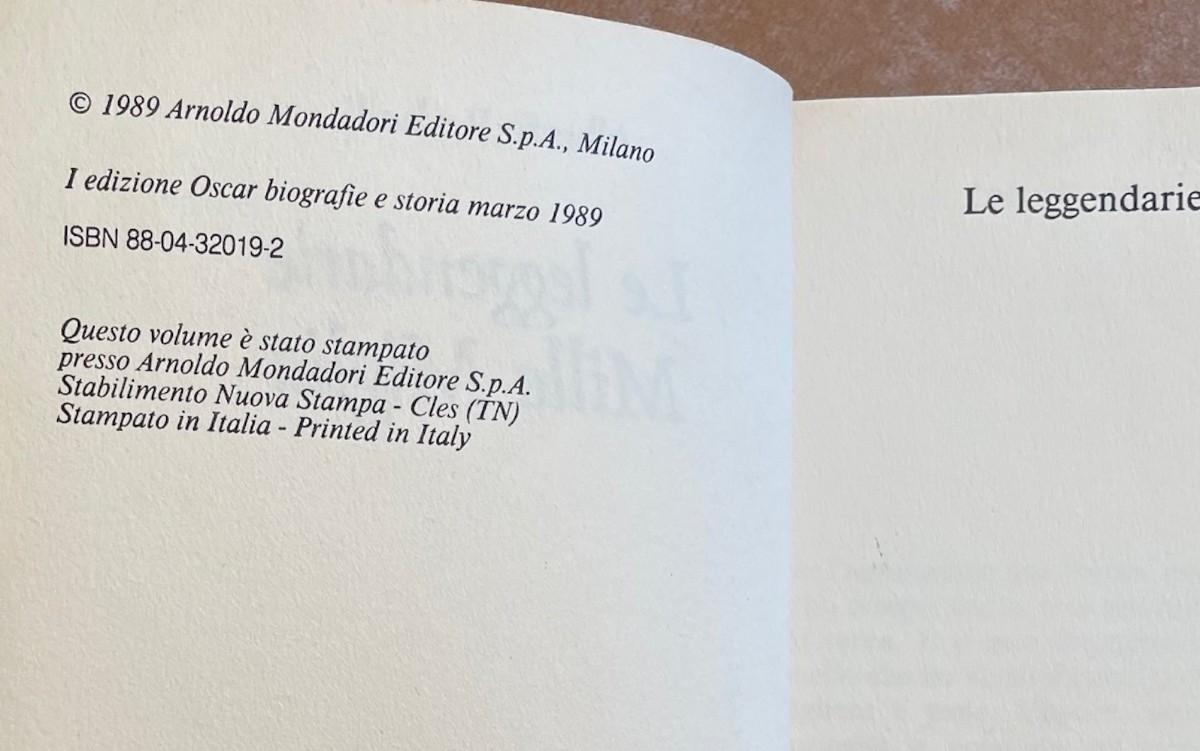 © 1989 Arnoldo Mondadori Editore S.p.A., Milano
I edizione Oscar biografie e storia marzo 1989
ISBN 88-04-32019-2
Questo volume è stato stampato
presso Arnoldo Mondadori Editore S.p.A.
Stabilimento Nuova Stampa - Cles (TN)
Stampato in Italia - Printed in Italy
Le leggendarie